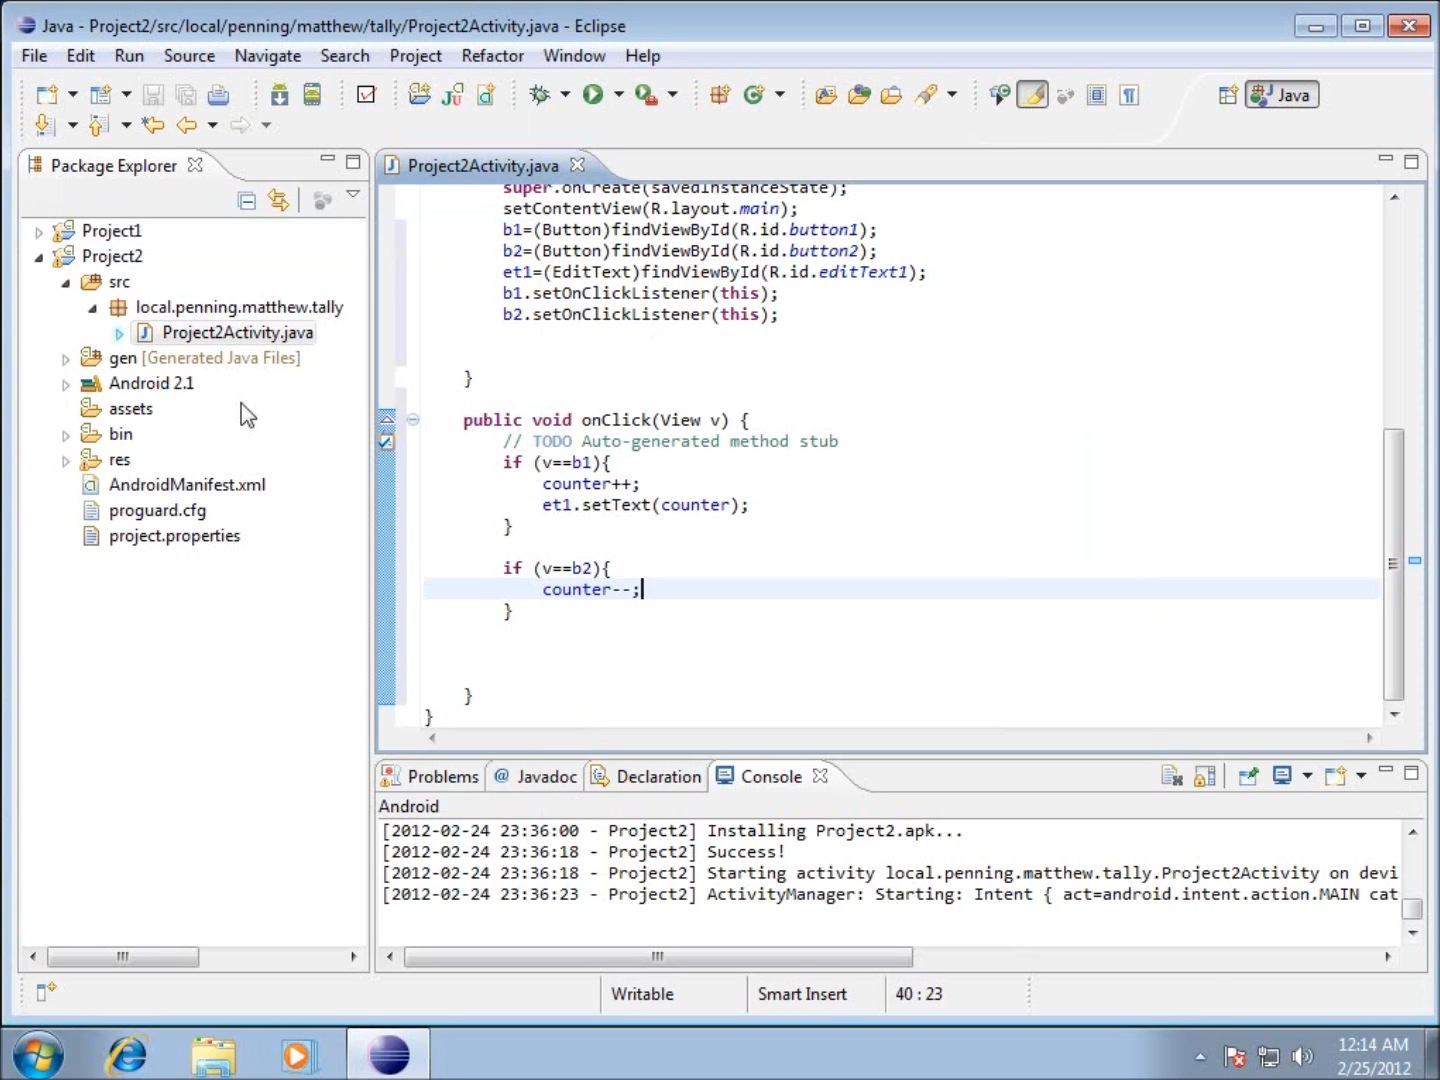 Java - Project2/src/local/penning/matthew/tally/Project2Activity.java - Eclipse
File Edit Run Source Navigate Search Project Refactor Window Help
Java
Package Explorer
Project1
Project2
src
local.penning.matthew.tally
Project2Activity.java
gen [Generated Java Files]
Android 2.1
assets
bin
res
AndroidManifest.xml
proguard.cfg
project.properties
Project2Activity.java
super.onCreate(savedInstanceState);
setContentView(R.layout.main);
b1=(Button)findViewById(R.id.button1);
b2=(Button)findViewById(R.id.button2);
et1=(EditText)findViewById(R.id.editText1);
b1.setOnClickListener(this);
b2.setOnClickListener(this);
}
public void onClick(View v) {
// TODO Auto-generated method stub
if (v==b1){
counter++;
et1.setText(counter);
}
if (v==b2){
counter--;
}
}
}
Problems @ Javadoc Declaration Console
Android
[2012-02-24 23:36:00 - Project2] Installing Project2.apk...
[2012-02-24 23:36:18 - Project2] Success!
[2012-02-24 23:36:18 - Project2] Starting activity local.penning.matthew.tally.Project2Activity on devi
[2012-02-24 23:36:23 - Project2] ActivityManager: Starting: Intent { act=android.intent.action.MAIN cat
Writable Smart Insert 40 : 23
12:14 AM
2/25/2012